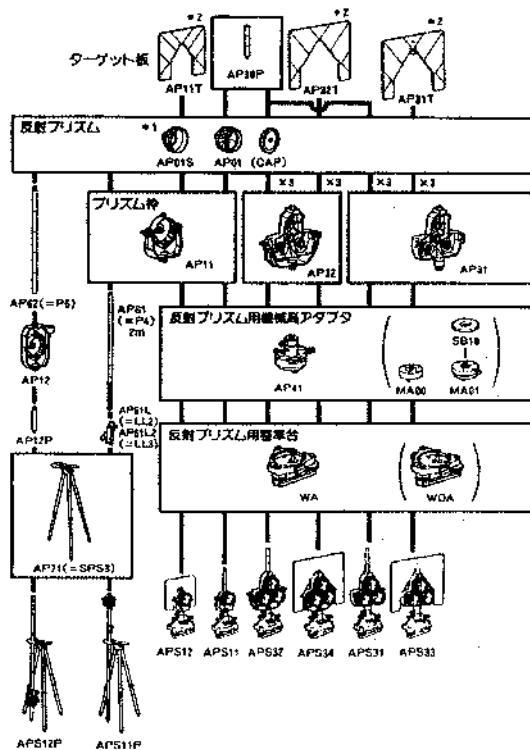 ＊2
＊2
＊2
ターゲット板
AP11T
AP30P
AP32T
AP31T
反射プリズム
＊1
AP01S
AP01
(CAP)
×3
×3
×3
×3
プリズム枠
AP11
AP32
AP31
AP62(=P5)
AP61
(=P4)
2m
反射プリズム用機械高アダプタ
SB10
AP12
AP41
MA00
MA01
AP12P
AP61L
(=LL2)
AP61L2
(=LL3)
反射プリズム用整準台
WA
WOA
AP71(=SPS3)
APS12
APS11
APS32
APS34
APS31
APS33
APS12P
APS11P